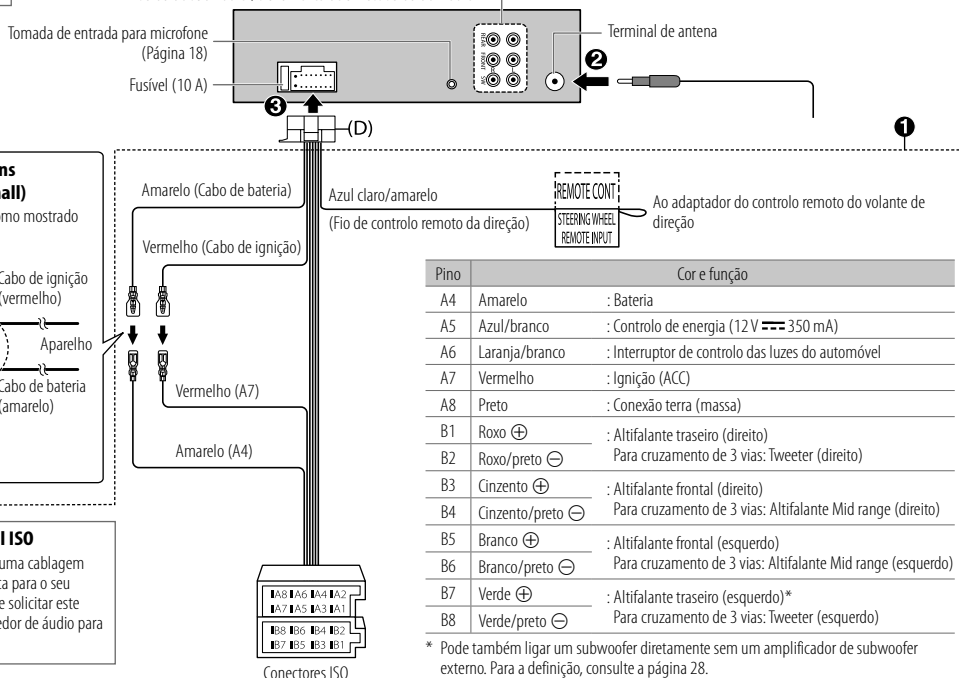 Tomada de entrada para microfone
(Página 18)
Fusível (10 A)
REAR
FRONT
SW
Terminal de antena
2
3
(D)
1
Amarelo (Cabo de bateria)
Azul claro/amarelo
(Fio de controlo remoto da direção)
REMOTE CONT
STEERING WHEEL
REMOTE INPUT
Ao adaptador do controlo remoto do volante de
direção
Vermelho (Cabo de ignição)
omo mostrado
Cabo de ignição
(vermelho)
Aparelho
Cabo de bateria
(amarelo)
Vermelho (A7)
Amarelo (A4)
l ISO
uma cablagem
ta para o seu
e solicitar este
edor de áudio para
A8 A6 A4 A2
A7 A5 A3 A1
B8 B6 B4 B2
B7 B5 B3 B1
Conectores ISO
Pino Cor e função
A4 Amarelo : Bateria
A5 Azul/branco : Controlo de energia (12 V ⎓ 350 mA)
A6 Laranja/branco : Interruptor de controlo das luzes do automóvel
A7 Vermelho : Ignição (ACC)
A8 Preto : Conexão terra (massa)
B1 Roxo ⊕ : Altifalante traseiro (direito)
B2 Roxo/preto ⊖ Para cruzamento de 3 vias: Tweeter (direito)
B3 Cinzento ⊕ : Altifalante frontal (direito)
B4 Cinzento/preto ⊖ Para cruzamento de 3 vias: Altifalante Mid range (direito)
B5 Branco ⊕ : Altifalante frontal (esquerdo)
B6 Branco/preto ⊖ Para cruzamento de 3 vias: Altifalante Mid range (esquerdo)
B7 Verde ⊕ : Altifalante traseiro (esquerdo)*
B8 Verde/preto ⊖ Para cruzamento de 3 vias: Tweeter (esquerdo)
* Pode também ligar um subwoofer diretamente sem um amplificador de subwoofer
externo. Para a definição, consulte a página 28.